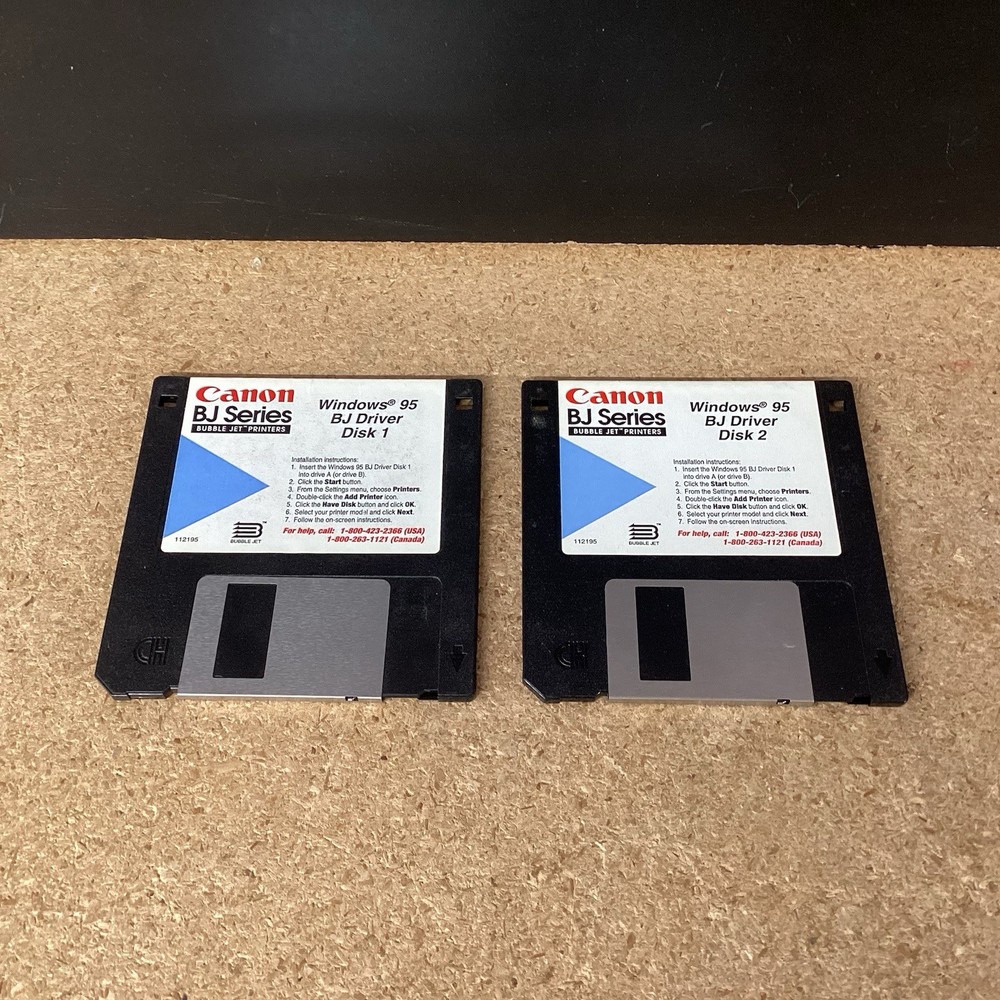 Canon
BJ Series
BUBBLE JET™ PRINTERS
Windows® 95
BJ Driver
Disk 1
Installation instructions:
1. Insert the Windows 95 BJ Driver Disk 1
into drive A (or drive B).
2. Click the Start button.
3. From the Settings menu, choose Printers.
4. Double-click the Add Printer icon.
5. Click the Have Disk button and click OK.
6. Select your printer model and click Next.
7. Follow the on-screen instructions.
For help, call: 1-800-423-2366 (USA)
1-800-263-1121 (Canada)
112195
BUBBLE JET™
CH
Canon
BJ Series
BUBBLE JET™ PRINTERS
Windows® 95
BJ Driver
Disk 2
Installation instructions:
1. Insert the Windows 95 BJ Driver Disk 1
into drive A (or drive B).
2. Click the Start button.
3. From the Settings menu, choose Printers.
4. Double-click the Add Printer icon.
5. Click the Have Disk button and click OK.
6. Select your printer model and click Next.
7. Follow the on-screen instructions.
For help, call: 1-800-423-2366 (USA)
1-800-263-1121 (Canada)
112195
BUBBLE JET™
CH